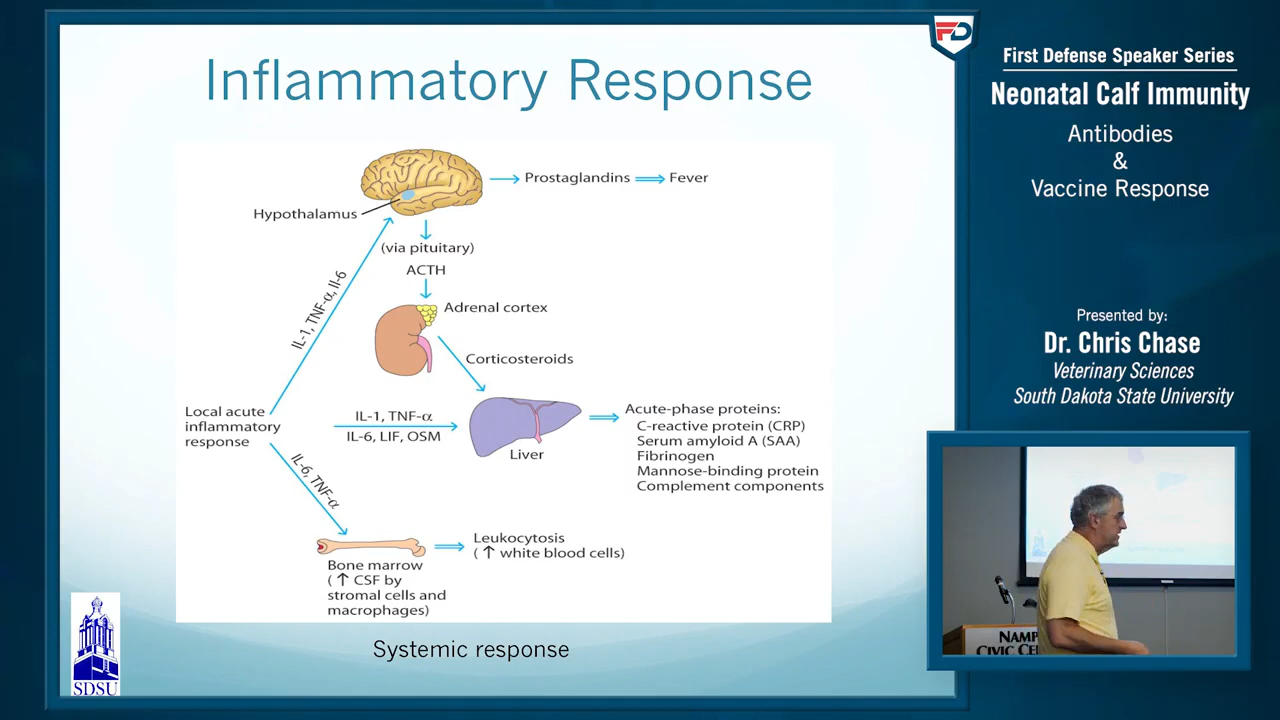 Inflammatory Response
Prostaglandins
Fever
Hypothalamus
(via pituitary)
ACTH
IL-1, TNF-α, Il-6
Adrenal cortex
Corticosteroids
Local acute
inflammatory
response
IL-1, TNF-α
IL-6, LIF, OSM
Liver
Acute-phase proteins:
C-reactive protein (CRP)
Serum amyloid A (SAA)
Fibrinogen
Mannose-binding protein
Complement components
IL-6, TNF-α
Bone marrow
(↑ CSF by
stromal cells and
macrophages)
Leukocytosis
(↑ white blood cells)
Systemic response
SDSU
FD
First Defense Speaker Series
Neonatal Calf Immunity
Antibodies
&
Vaccine Response
Presented by:
Dr. Chris Chase
Veterinary Sciences
South Dakota State University
NAMP
CIVIC CE